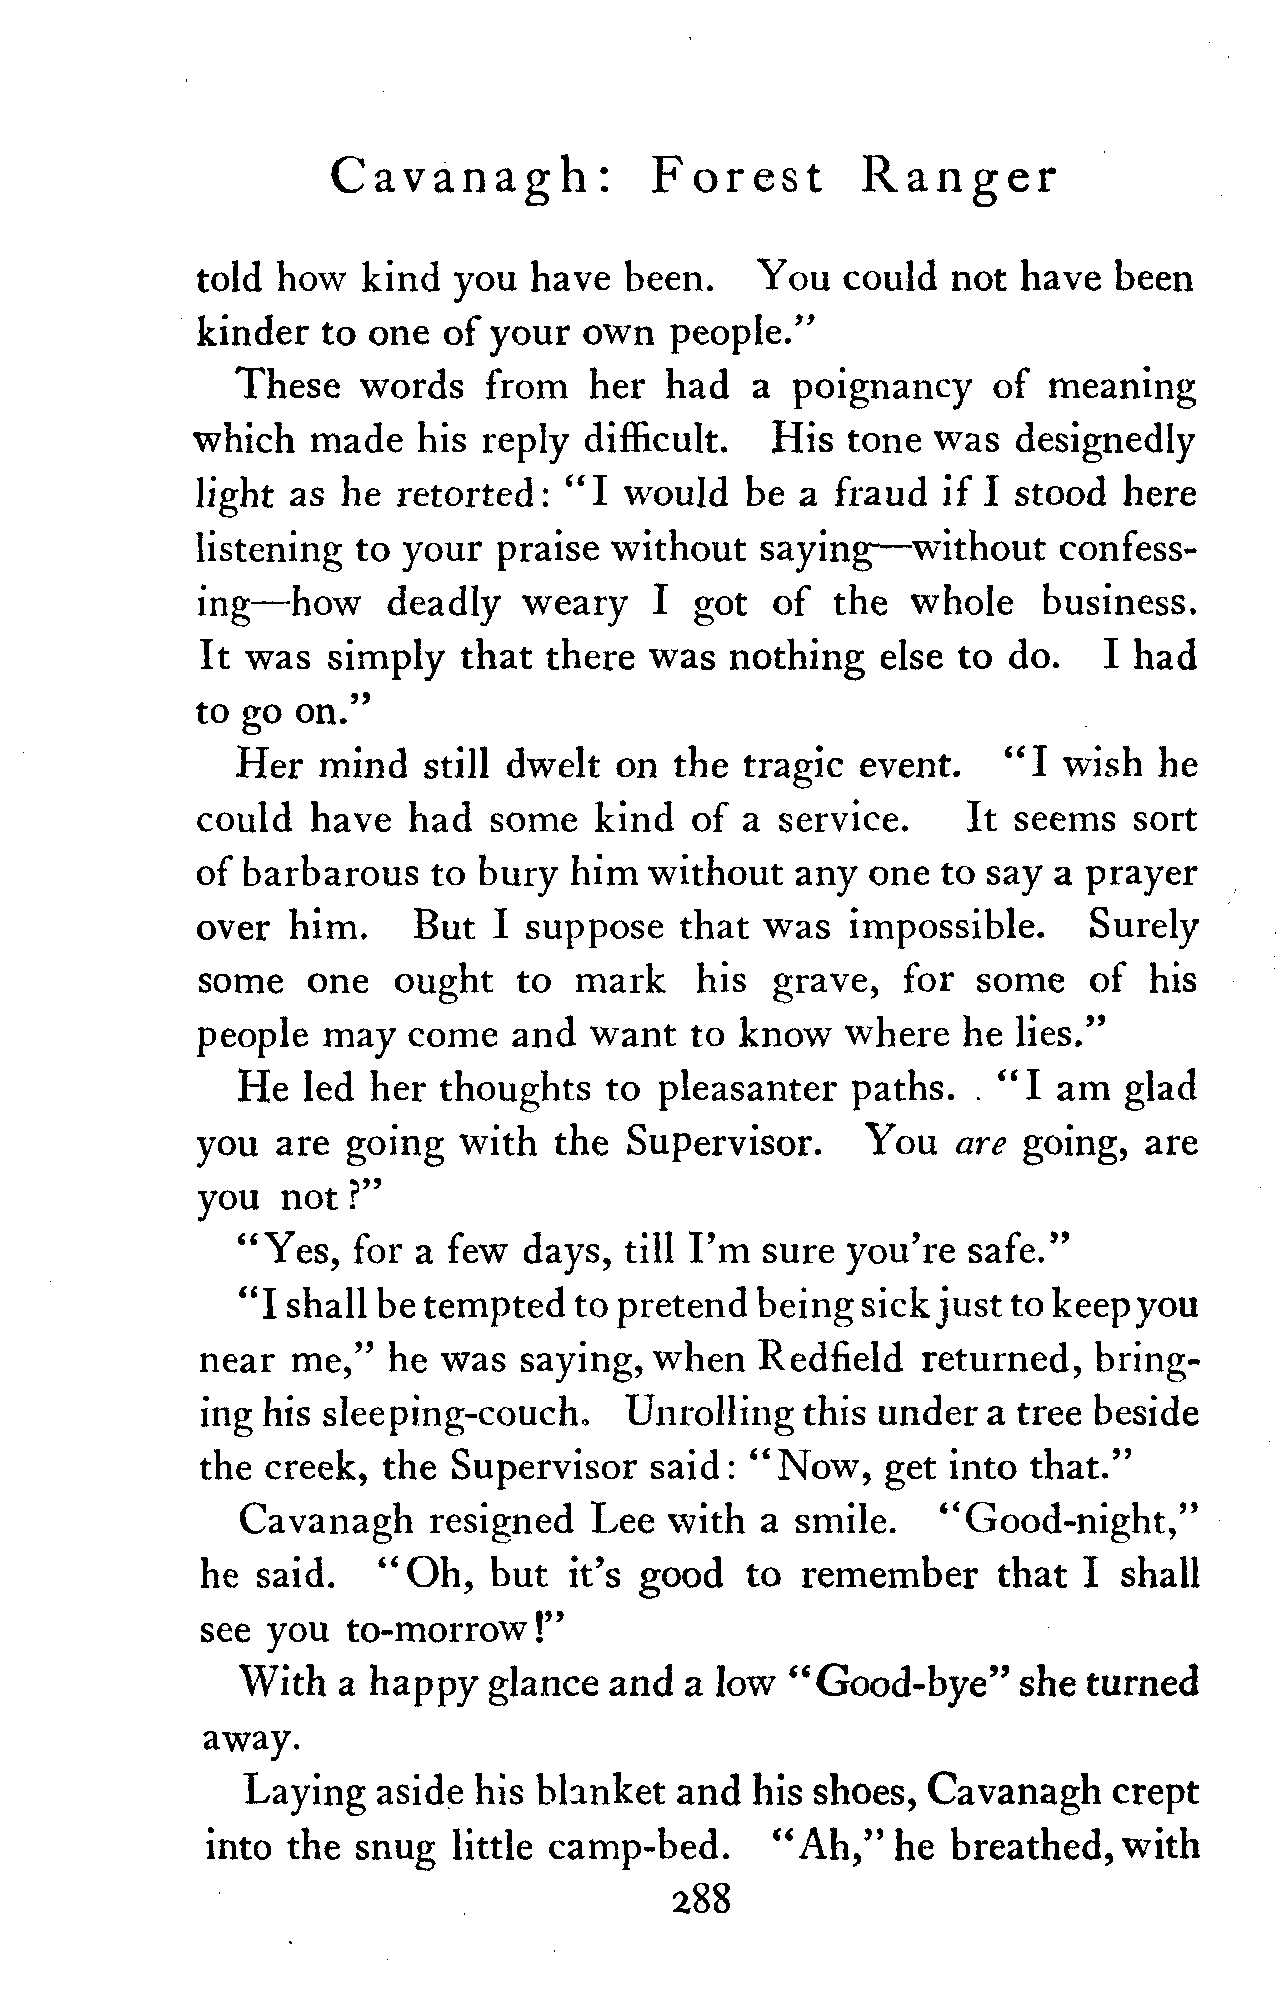 Cavanagh: Forest Ranger
told how kind you have been. You could not have been
kinder to one of your own people."
These words from her had a poignancy of meaning
which made his reply difficult. His tone was designedly
light as he retorted: "I would be a fraud if I stood here
listening to your praise without saying—without confess-
ing—how deadly weary I got of the whole business.
It was simply that there was nothing else to do. I had
to go on."
Her mind still dwelt on the tragic event. "I wish he
could have had some kind of a service. It seems sort
of barbarous to bury him without any one to say a prayer
over him. But I suppose that was impossible. Surely
some one ought to mark his grave, for some of his
people may come and want to know where he lies."
He led her thoughts to pleasanter paths. "I am glad
you are going with the Supervisor. You are going, are
you not?"
"Yes, for a few days, till I'm sure you're safe."
"I shall be tempted to pretend being sick just to keep you
near me," he was saying, when Redfield returned, bring-
ing his sleeping-couch. Unrolling this under a tree beside
the creek, the Supervisor said: "Now, get into that."
Cavanagh resigned Lee with a smile. "Good-night,"
he said. "Oh, but it's good to remember that I shall
see you to-morrow!"
With a happy glance and a low "Good-bye" she turned
away.
Laying aside his blanket and his shoes, Cavanagh crept
into the snug little camp-bed. "Ah," he breathed, with
288